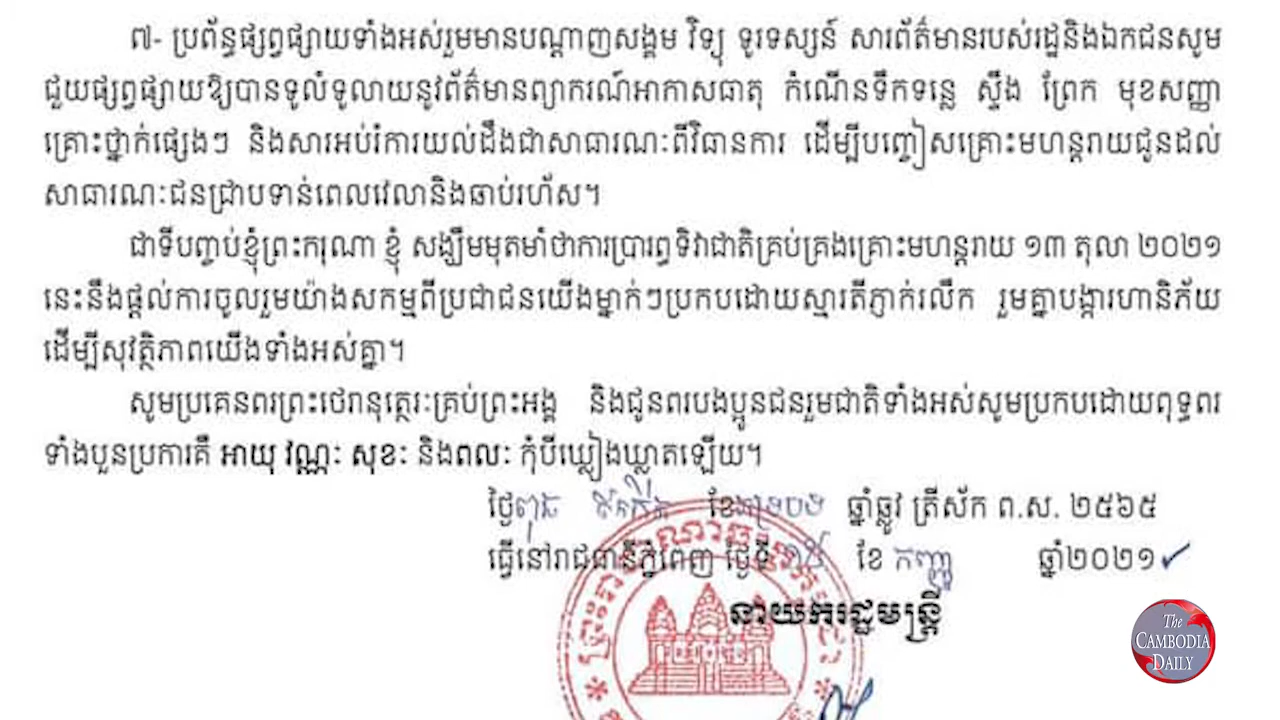 ៧- ប្រព័ន្ធផ្សព្វផ្សាយទាំងអស់រួមមានបណ្តាញសង្គម វិទ្យុ ទូរទស្សន៍ សារព័ត៌មានរបស់រដ្ឋនិងឯកជនសូម
ជួយផ្សព្វផ្សាយឱ្យបានទូលំទូលាយនូវព័ត៌មានព្យាករណ៍អាកាសធាតុ កំណើនទឹកទន្លេ ស្ទឹង ព្រែក មុខសញ្ញា
គ្រោះថ្នាក់ផ្សេងៗ និងសារអប់រំការយល់ដឹងជាសាធារណៈពីវិធានការ ដើម្បីបញ្ចៀសគ្រោះមហន្តរាយជូនដល់
សាធារណៈជនជ្រាបទាន់ពេលវេលានិងឆាប់រហ័ស។
ជាទីបញ្ចប់ខ្ញុំព្រះករុណា ខ្ញុំ សង្ឃឹមមុតមាំថាការប្រារព្ធទិវាជាតិគ្រប់គ្រងគ្រោះមហន្តរាយ ១៣ តុលា ២០២១
នេះនឹងផ្តល់ការចូលរួមយ៉ាងសកម្មពីប្រជាជនយើងម្នាក់ៗប្រកបដោយស្មារតីភ្ញាក់រលឹក រួមគ្នាបង្ការហានិភ័យ
ដើម្បីសុវត្ថិភាពយើងទាំងអស់គ្នា។
សូមប្រគេនពរព្រះថេរានុត្ថេរៈគ្រប់ព្រះអង្គ និងជូនពរបងប្អូនជនរួមជាតិទាំងអស់សូមប្រកបដោយពុទ្ធពរ
ទាំងបួនប្រការគឺ អាយុ វណ្ណៈ សុខៈ និងពលៈ កុំបីឃ្លៀងឃ្លាតឡើយ។
ថ្ងៃពុធ ខែភទ្របទ ឆ្នាំឆ្លូវ ត្រីស័ក ព.ស. ២៥៦៥
ធ្វើនៅរាជធានីភ្នំពេញ ថ្ងៃទី ខែ កញ្ញា ឆ្នាំ២០២១
នាយករដ្ឋមន្ត្រី
The
CAMBODIA
DAILY